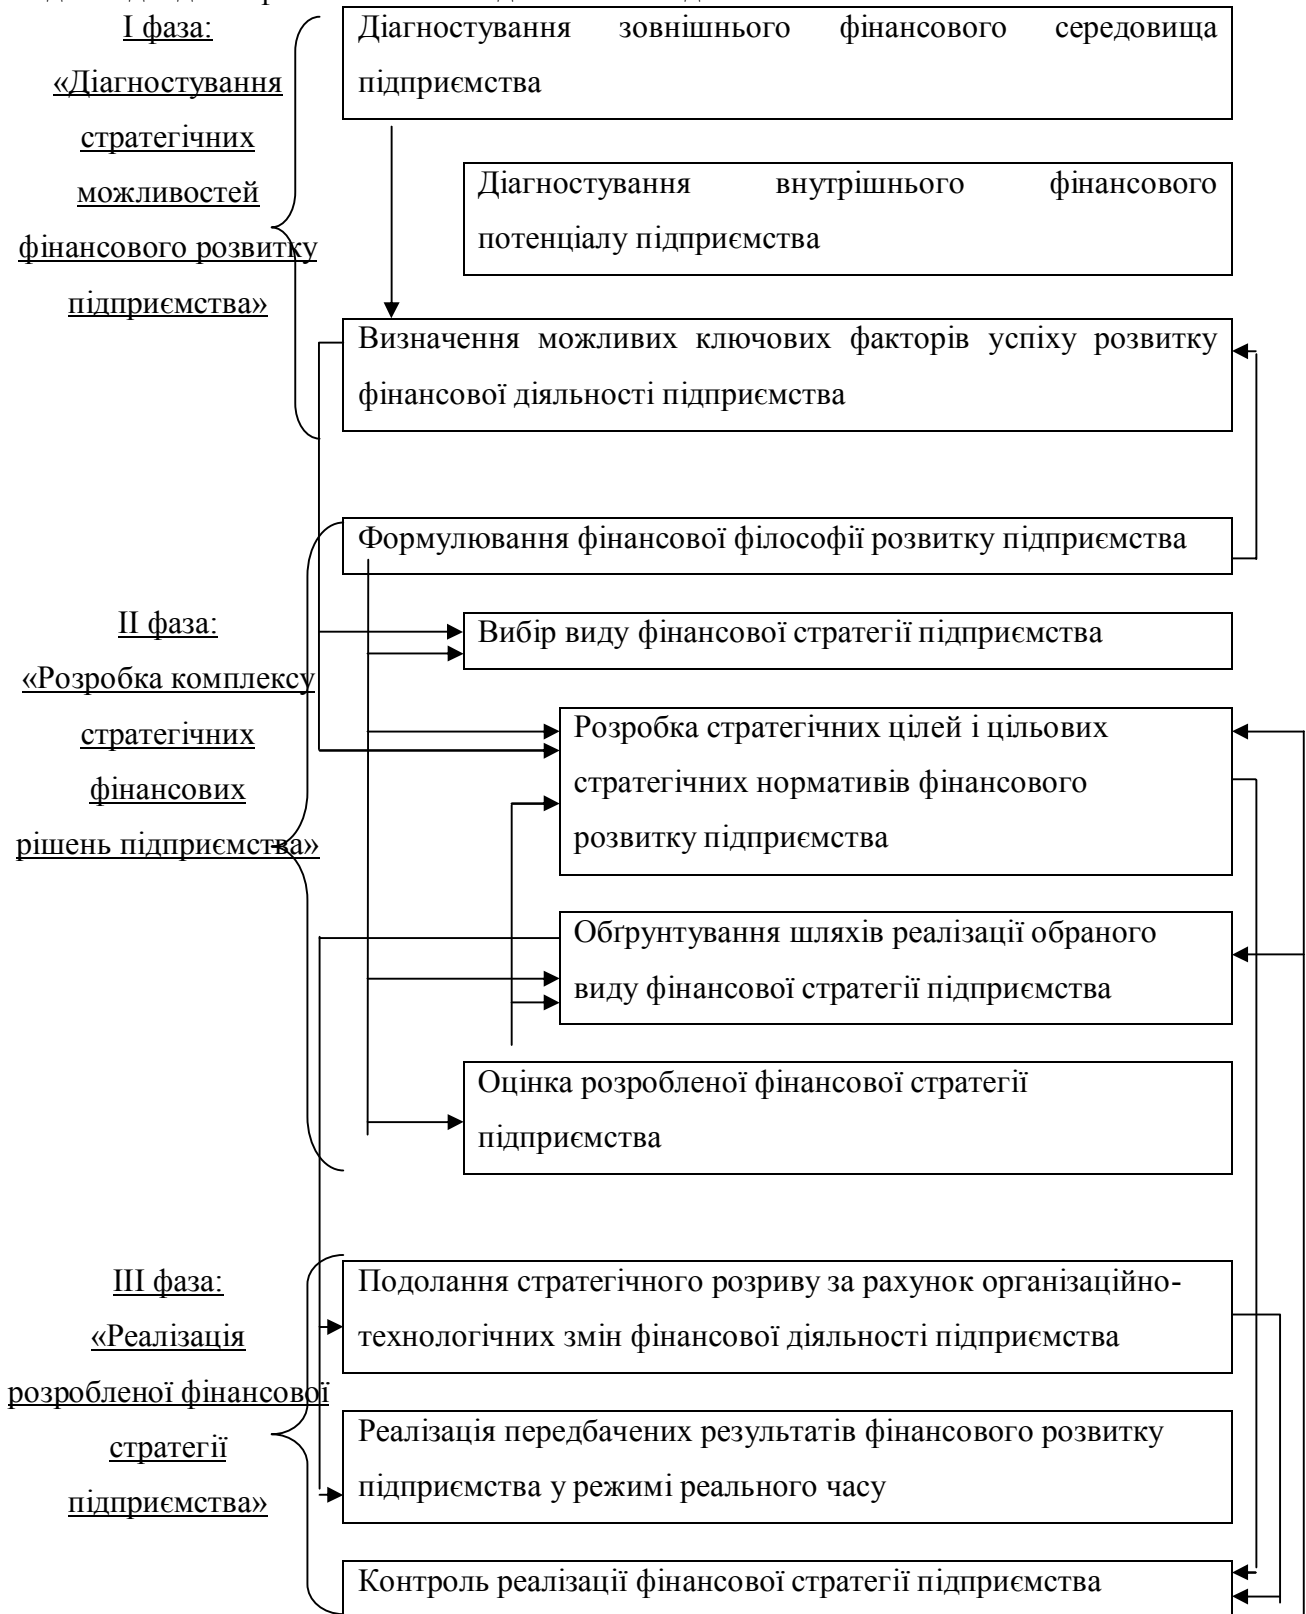 І фаза:
«Діагностування
стратегічних
можливостей
фінансового розвитку
підприємства»
Діагностування зовнішнього фінансового середовища
підприємства
Діагностування внутрішнього фінансового
потенціалу підприємства
Визначення можливих ключових факторів успіху розвитку
фінансової діяльності підприємства
ІІ фаза:
«Розробка комплексу
стратегічних
фінансових
рішень підприємства»
Формулювання фінансової філософії розвитку підприємства
Вибір виду фінансової стратегії підприємства
Розробка стратегічних цілей і цільових
стратегічних нормативів фінансового
розвитку підприємства
Обґрунтування шляхів реалізації обраного
виду фінансової стратегії підприємства
Оцінка розробленої фінансової стратегії
підприємства
ІІІ фаза:
«Реалізація
розробленої фінансової
стратегії
підприємства»
Подолання стратегічного розриву за рахунок організаційно-
технологічних змін фінансової діяльності підприємства
Реалізація передбачених результатів фінансового розвитку
підприємства у режимі реального часу
Контроль реалізації фінансової стратегії підприємства